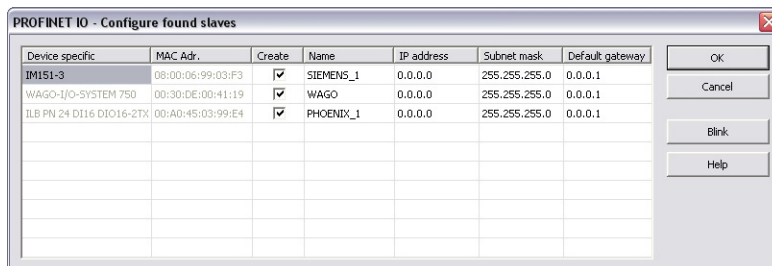 PROFINET IO - Configure found slaves
Device specific MAC Adr. Create Name IP address Subnet mask Default gateway
IM151-3 08:00:06:99:03:F3 SIEMENS_1 0.0.0.0 255.255.255.0 0.0.0.1
WAGO-I/O-SYSTEM 750 00:30:DE:00:41:19 WAGO 0.0.0.0 255.255.255.0 0.0.0.1
ILB PN 24 DI16 DIO16-2TX 00:A0:45:03:99:E4 PHOENIX_1 0.0.0.0 255.255.255.0 0.0.0.1
OK
Cancel
Blink
Help